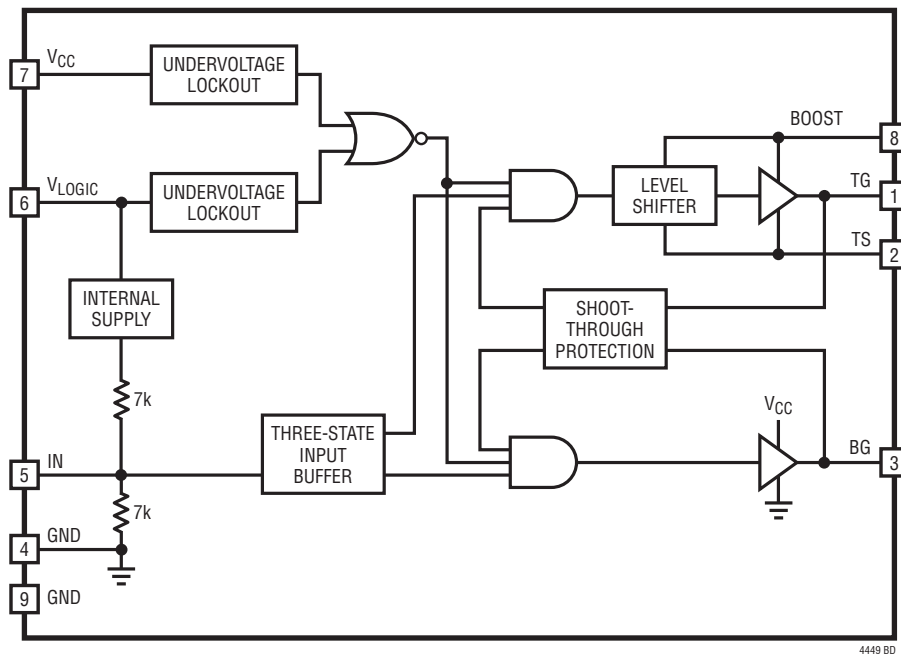 7
VCC
UNDERVOLTAGE
LOCKOUT
BOOST
8
6
VLOGIC
UNDERVOLTAGE
LOCKOUT
LEVEL
SHIFTER
TG
1
TS
2
INTERNAL
SUPPLY
SHOOT-
THROUGH
PROTECTION
7k
THREE-STATE
INPUT
BUFFER
VCC
5
IN
BG
3
7k
4
GND
9
GND
4449 BD